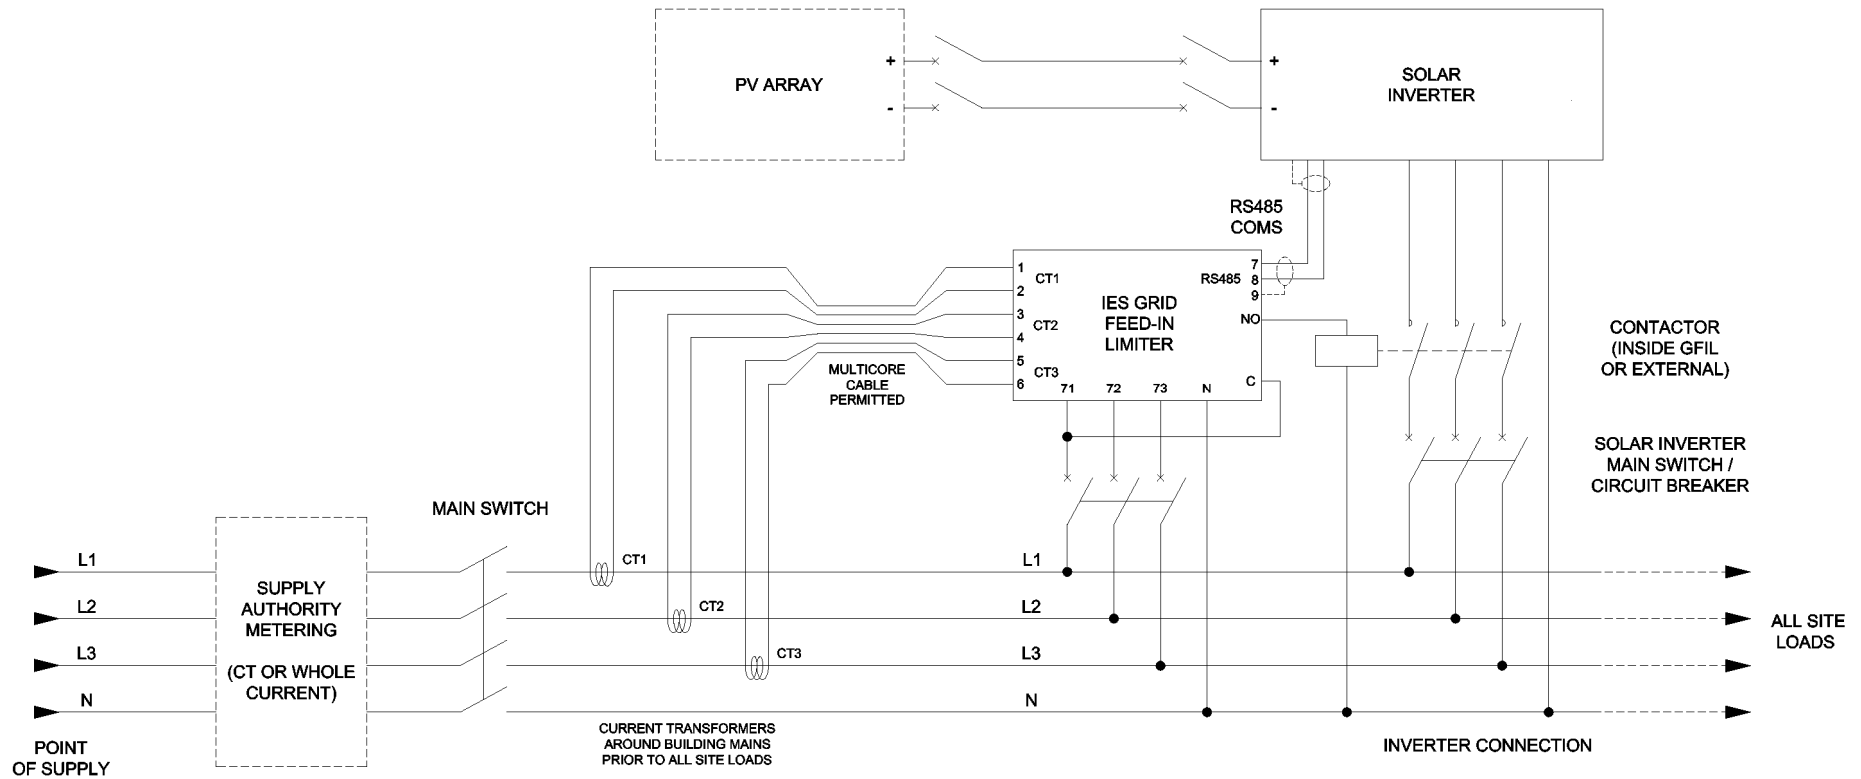 PV ARRAY
+
-
+
-
SOLAR
INVERTER
RS485
COMS
1
2
3
4
5
6
CT1
CT2
CT3
IES GRID
FEED-IN
LIMITER
RS485
7
8
9
NO
C
71 72 73 N
MULTICORE
CABLE
PERMITTED
CONTACTOR
(INSIDE GFIL
OR EXTERNAL)
SOLAR INVERTER
MAIN SWITCH /
CIRCUIT BREAKER
MAIN SWITCH
L1
L2
L3
N
SUPPLY
AUTHORITY
METERING
(CT OR WHOLE
CURRENT)
CT1
CT2
CT3
L1
L2
L3
N
ALL SITE
LOADS
POINT
OF SUPPLY
CURRENT TRANSFORMERS
AROUND BUILDING MAINS
PRIOR TO ALL SITE LOADS
INVERTER CONNECTION